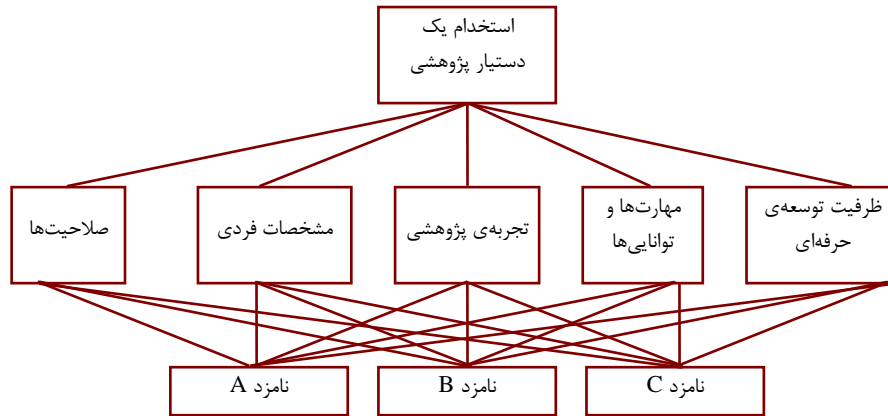 استخدام یک
دستیار پژوهشی
ظرفیت توسعه‌ی
حرفه‌ای
مهارت‌ها و
توانایی‌ها
تجربه‌ی پژوهشی
مشخصات فردی
صلاحیت‌ها
نامزد C
نامزد B
نامزد A